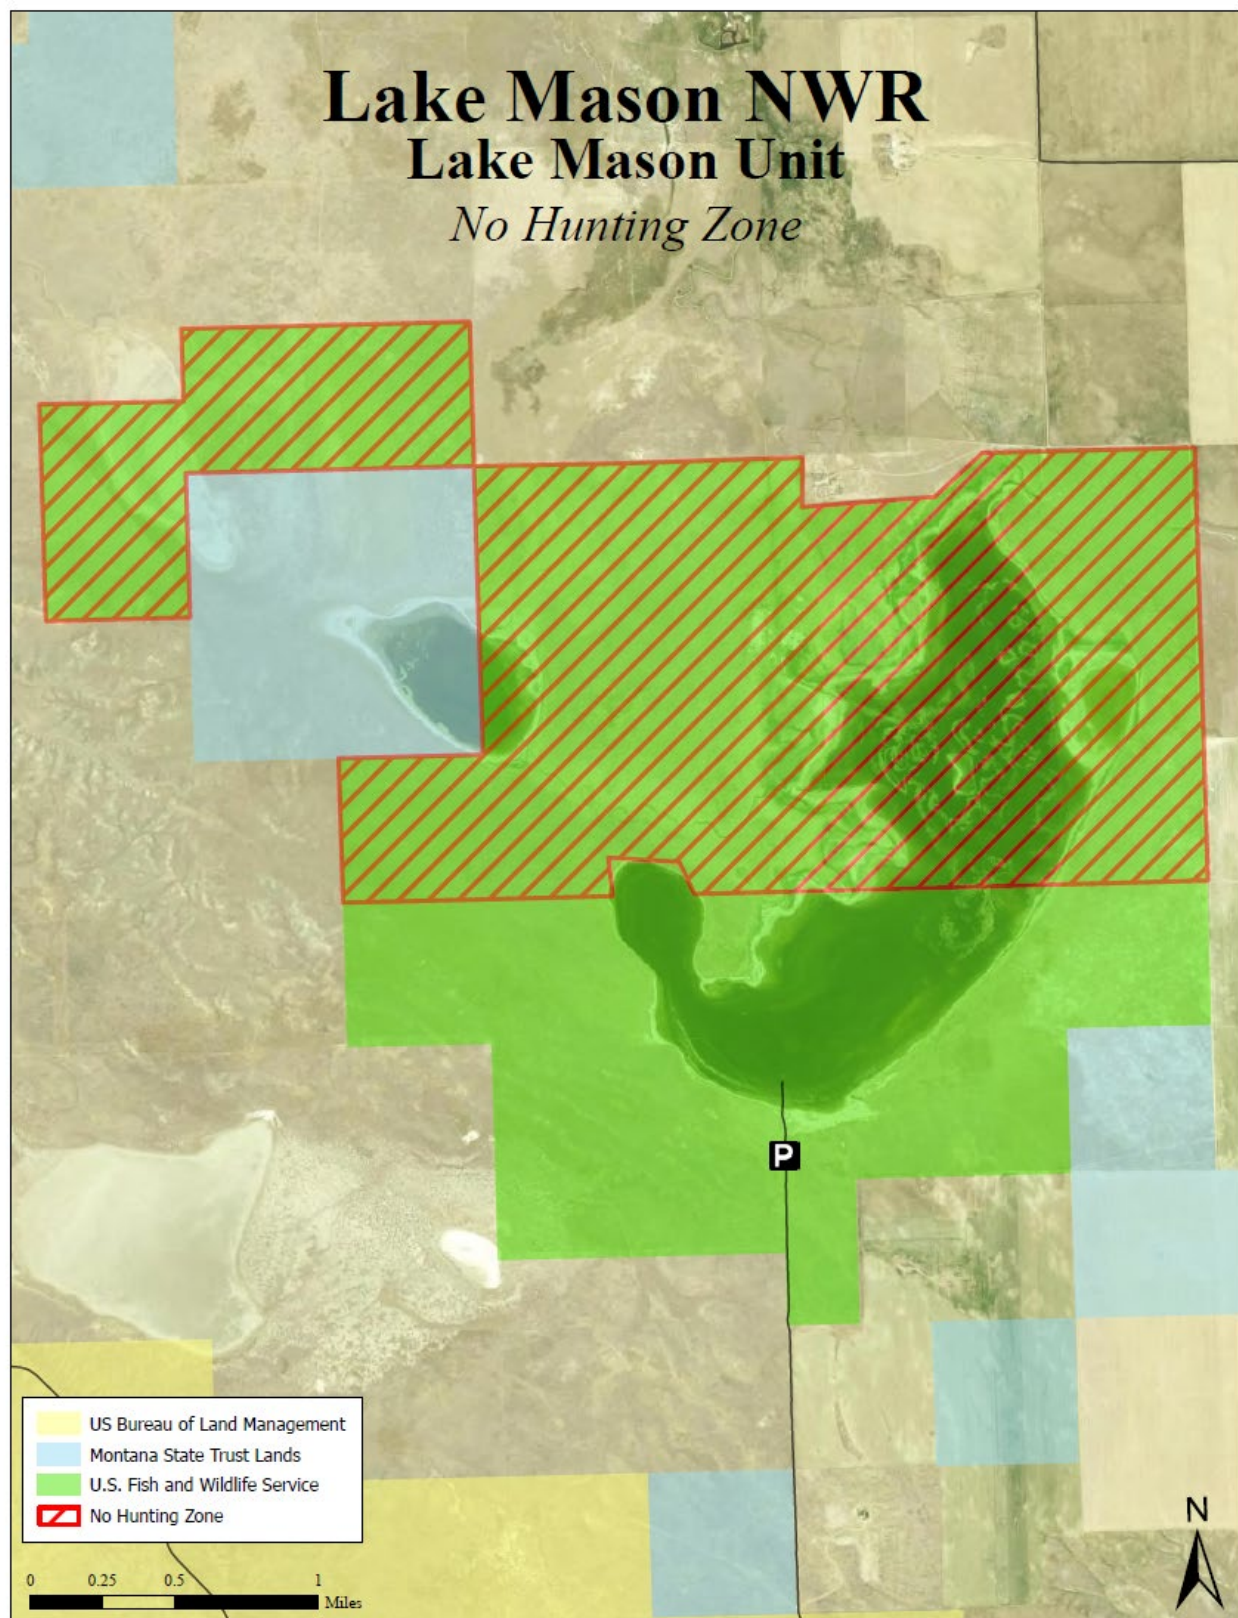 Lake Mason NWR
Lake Mason Unit
No Hunting Zone
P
US Bureau of Land Management
Montana State Trust Lands
U.S. Fish and Wildlife Service
No Hunting Zone
0 0.25 0.5 1
Miles
N